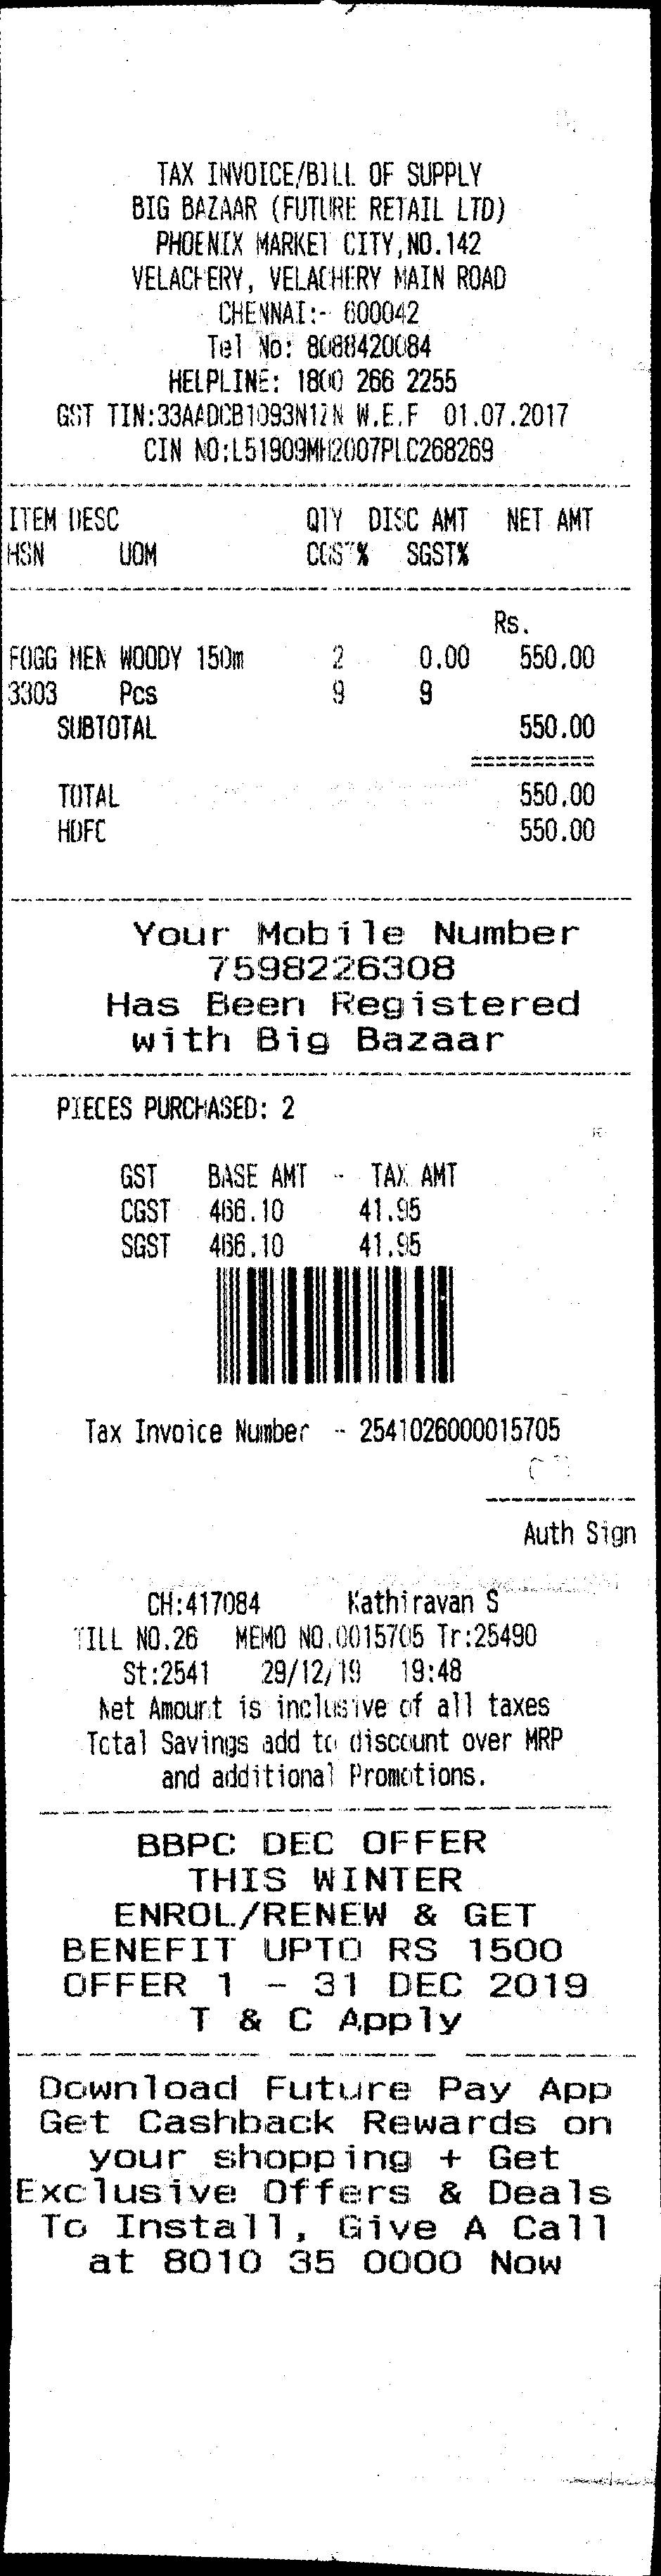 TAX INVOICE/BILL OF SUPPLY
BIG BAZAAR (FUTURE RETAIL LTD)
PHOENIX MARKET CITY,NO.142
VELACHERY, VELACHERY MAIN ROAD
CHENNAI:- 600042
Tel No: 8088420084
HELPLINE: 1800 266 2255
GST TIN:33AADCB1093N1ZN W.E.F 01.07.2017
CIN NO:L51909MH2007PLC268269
ITEM DESC QTY DISC AMT NET AMT
HSN UOM CGST% SGST%
Rs.
FOGG MEN WOODY 150m 2 0.00 550.00
3303 Pcs 9 9
SUBTOTAL 550.00
==========
TOTAL 550.00
HDFC 550.00
Your Mobile Number
7598226308
Has Been Registered
with Big Bazaar
PIECES PURCHASED: 2
GST BASE AMT - TAX AMT
CGST 466.10 41.95
SGST 466.10 41.95
Tax Invoice Number - 2541026000015705
Auth Sign
CH:417084 Kathiravan S
TILL NO.26 MEMO NO.0015705 Tr:25490
St:2541 29/12/19 19:48
Net Amount is inclusive of all taxes
Total Savings add to discount over MRP
and additional Promotions.
BBPC DEC OFFER
THIS WINTER
ENROL/RENEW & GET
BENEFIT UPTO RS 1500
OFFER 1 - 31 DEC 2019
T & C Apply
Download Future Pay App
Get Cashback Rewards on
your shopping + Get
Exclusive Offers & Deals
To Install, Give A Call
at 8010 35 0000 Now